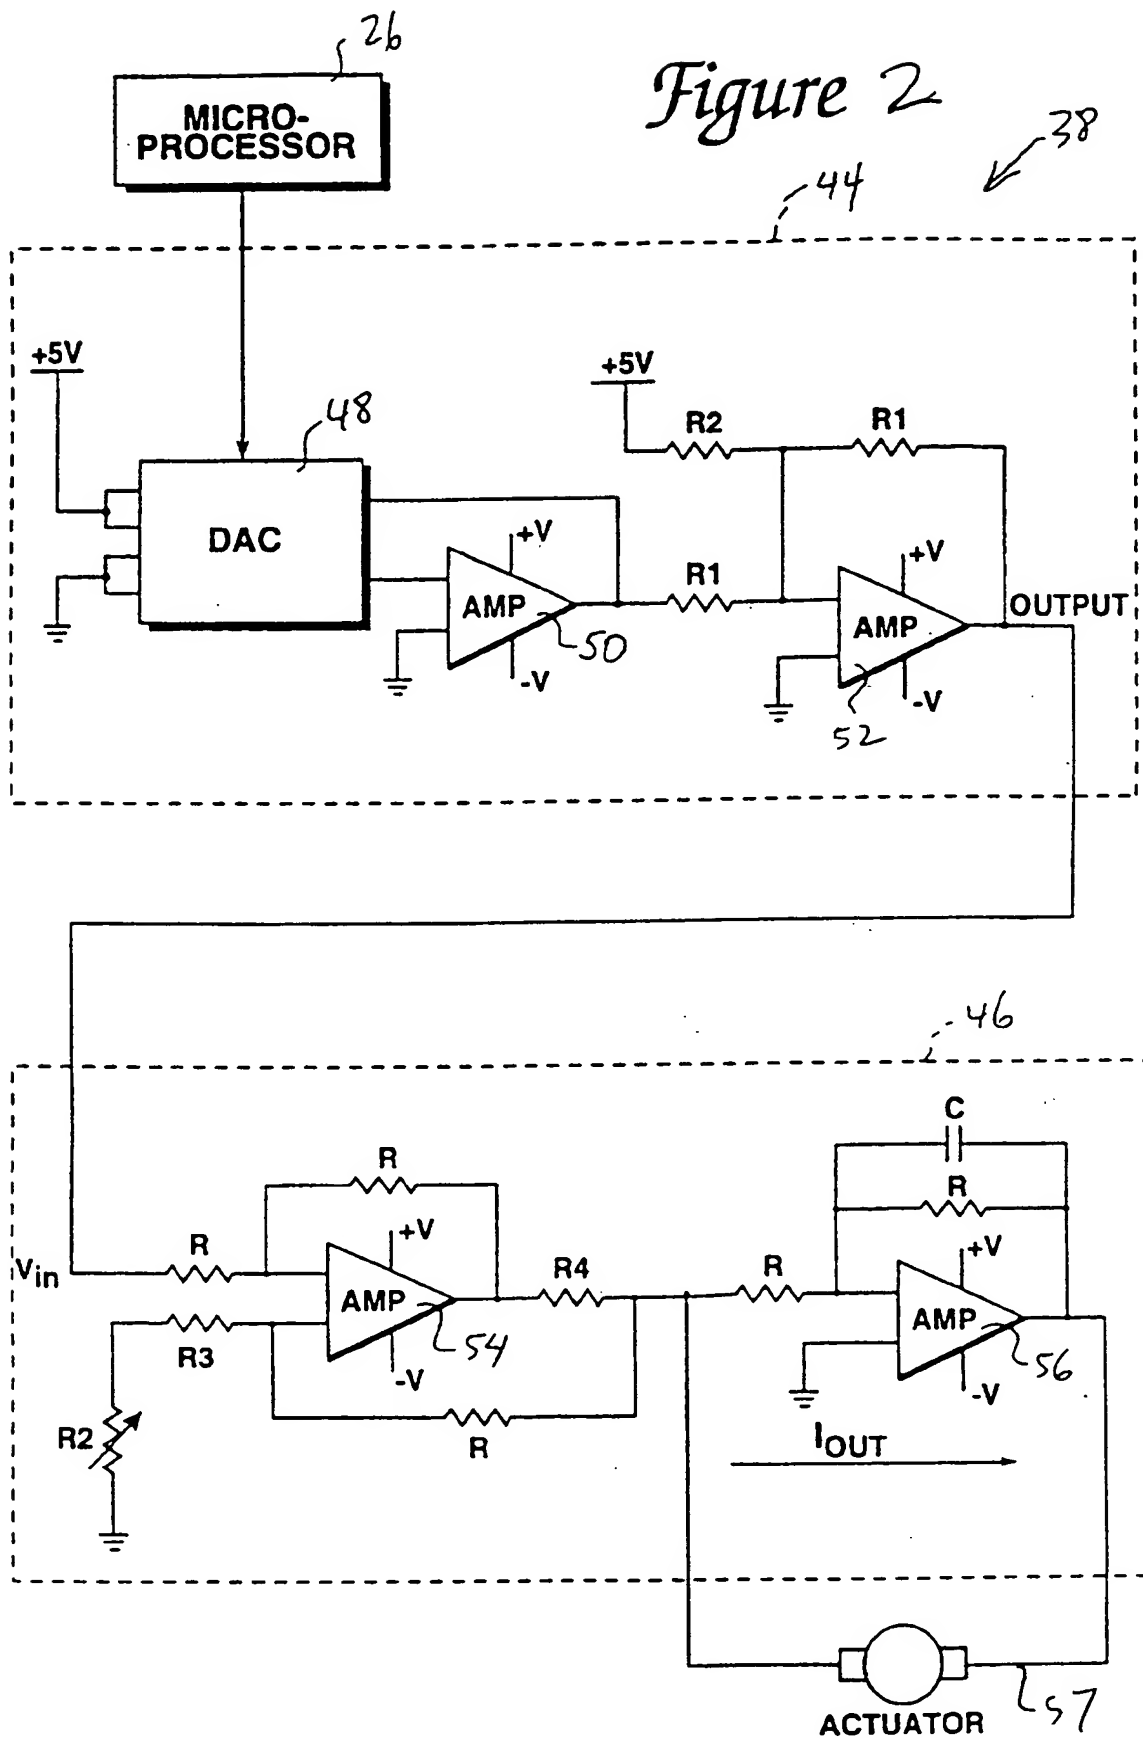 26
Figure 2
38
MICRO-
PROCESSOR
44
+5V
48
+5V
R2
R1
DAC
+V
R1
+V
AMP
50
AMP
OUTPUT
-V
52
-V
46
C
R
R
+V
R
+V
Vin
AMP
R4
R
54
AMP
56
R3
-V
-V
R2
R
IOUT
57
ACTUATOR